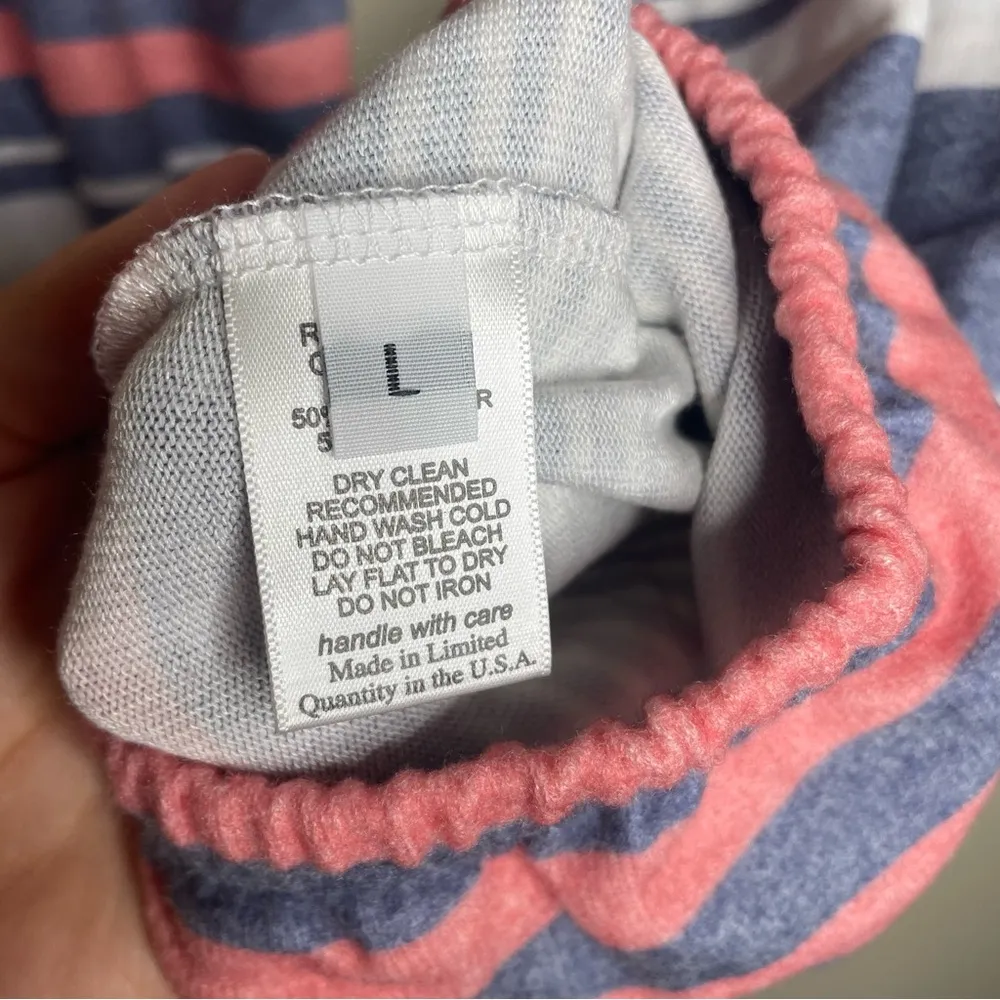 L
DRY CLEAN
RECOMMENDED
HAND WASH COLD
DO NOT BLEACH
LAY FLAT TO DRY
DO NOT IRON
handle with care
Made in Limited
Quantity in the U.S.A.